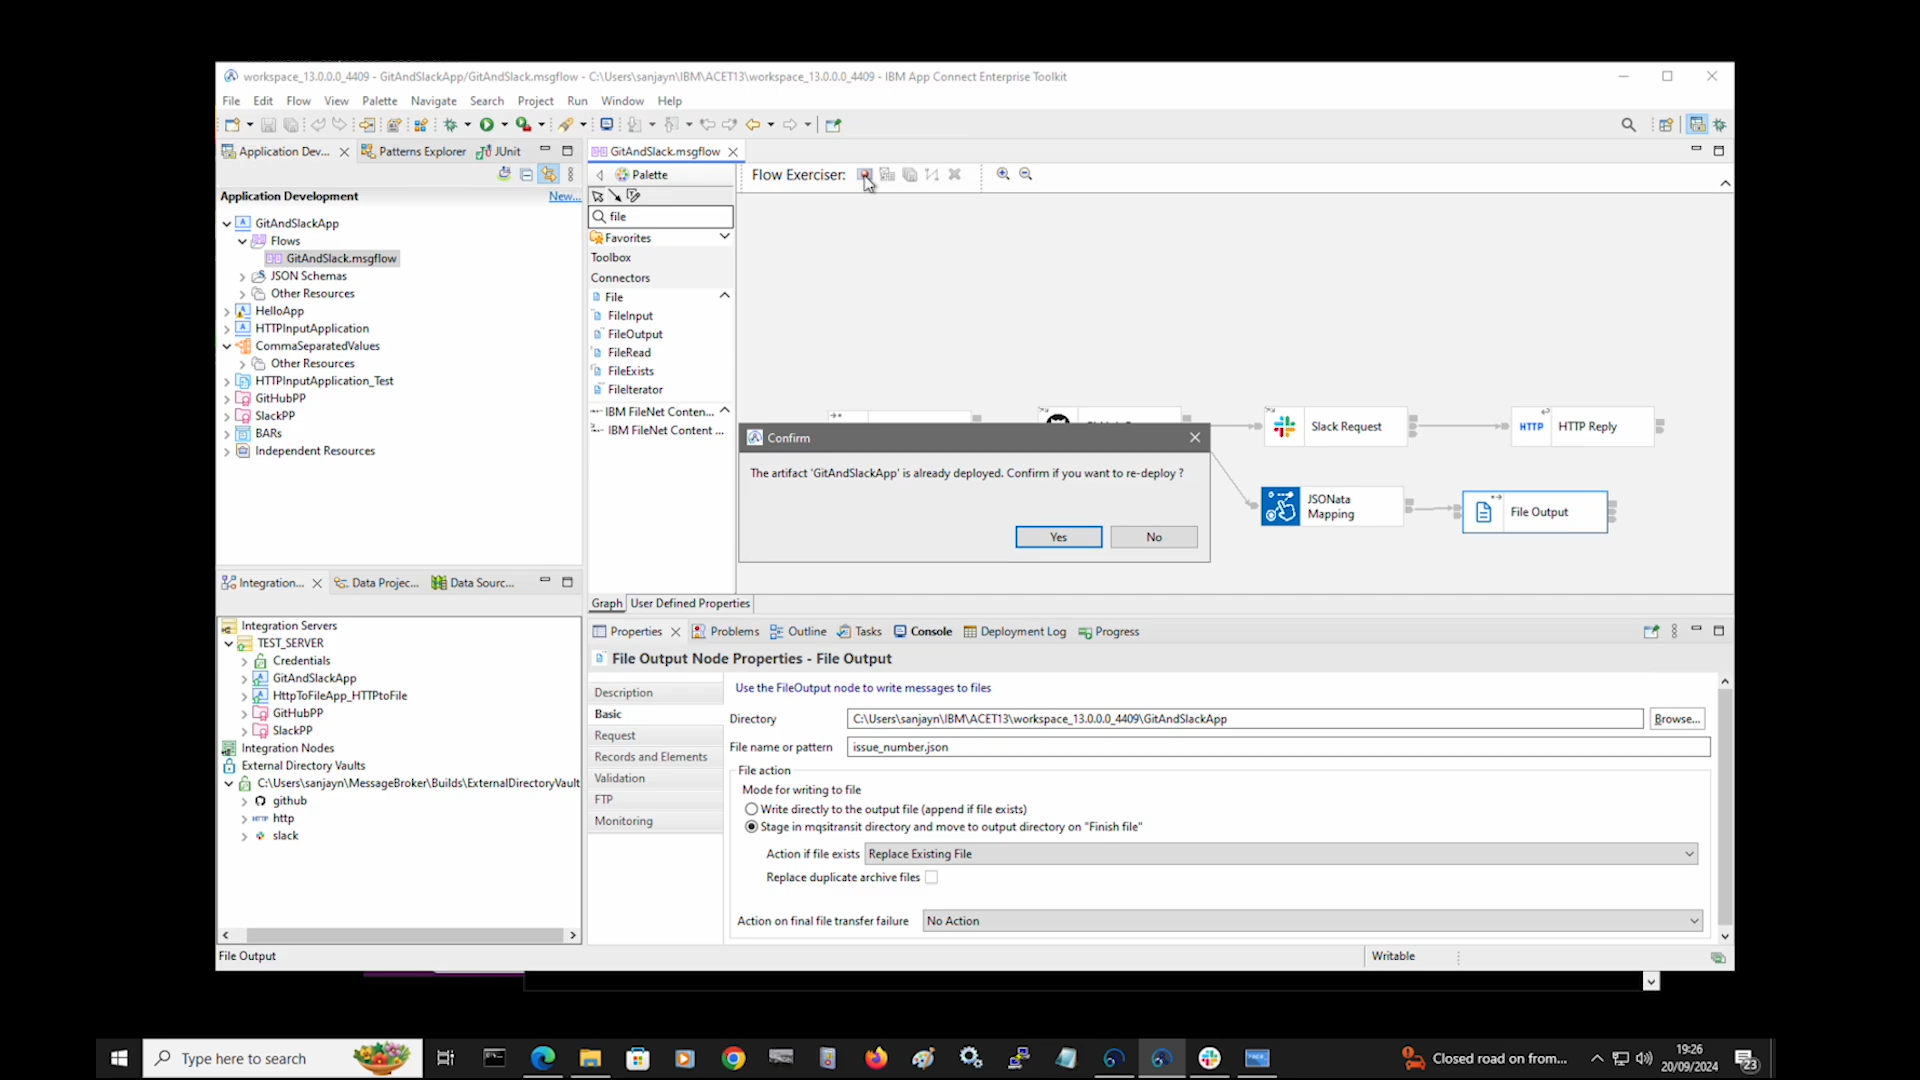 workspace_13.0.0.0_4409 - GitAndSlackApp/GitAndSlack.msgflow - C:\Users\sanjayn\IBM\ACET13\workspace_13.0.0.0_4409 - IBM App Connect Enterprise Toolkit
File Edit Flow View Palette Navigate Search Project Run Window Help
Application Dev... Patterns Explorer JUnit
GitAndSlack.msgflow
Palette
Flow Exerciser:
Application Development New...
file
GitAndSlackApp
Flows
GitAndSlack.msgflow
JSON Schemas
Other Resources
HelloApp
HTTPInputApplication
CommaSeparatedValues
Other Resources
HTTPInputApplication_Test
GitHubPP
SlackPP
BARs
Independent Resources
Favorites
Toolbox
Connectors
File
FileInput
FileOutput
FileRead
FileExists
FileIterator
IBM FileNet Conten...
IBM FileNet Content ...
Slack Request
HTTP
HTTP Reply
JSONata
Mapping
File Output
Confirm
The artifact 'GitAndSlackApp' is already deployed. Confirm if you want to re-deploy ?
Yes
No
Graph User Defined Properties
Integration... Data Projec... Data Sourc...
Integration Servers
TEST_SERVER
Credentials
GitAndSlackApp
HttpToFileApp_HTTPtoFile
GitHubPP
SlackPP
Integration Nodes
External Directory Vaults
C:\Users\sanjayn\MessageBroker\Builds\ExternalDirectoryVault
github
HTTP http
slack
Properties Problems Outline Tasks Console Deployment Log Progress
File Output Node Properties - File Output
Description
Basic
Request
Records and Elements
Validation
FTP
Monitoring
Use the FileOutput node to write messages to files
Directory C:\Users\sanjayn\IBM\ACET13\workspace_13.0.0.0_4409\GitAndSlackApp Browse...
File name or pattern issue_number.json
File action
Mode for writing to file
Write directly to the output file (append if file exists)
Stage in mqsitransit directory and move to output directory on "Finish file"
Action if file exists Replace Existing File
Replace duplicate archive files
Action on final file transfer failure No Action
File Output
Writable
Type here to search
Closed road on from...
19:26
20/09/2024
23